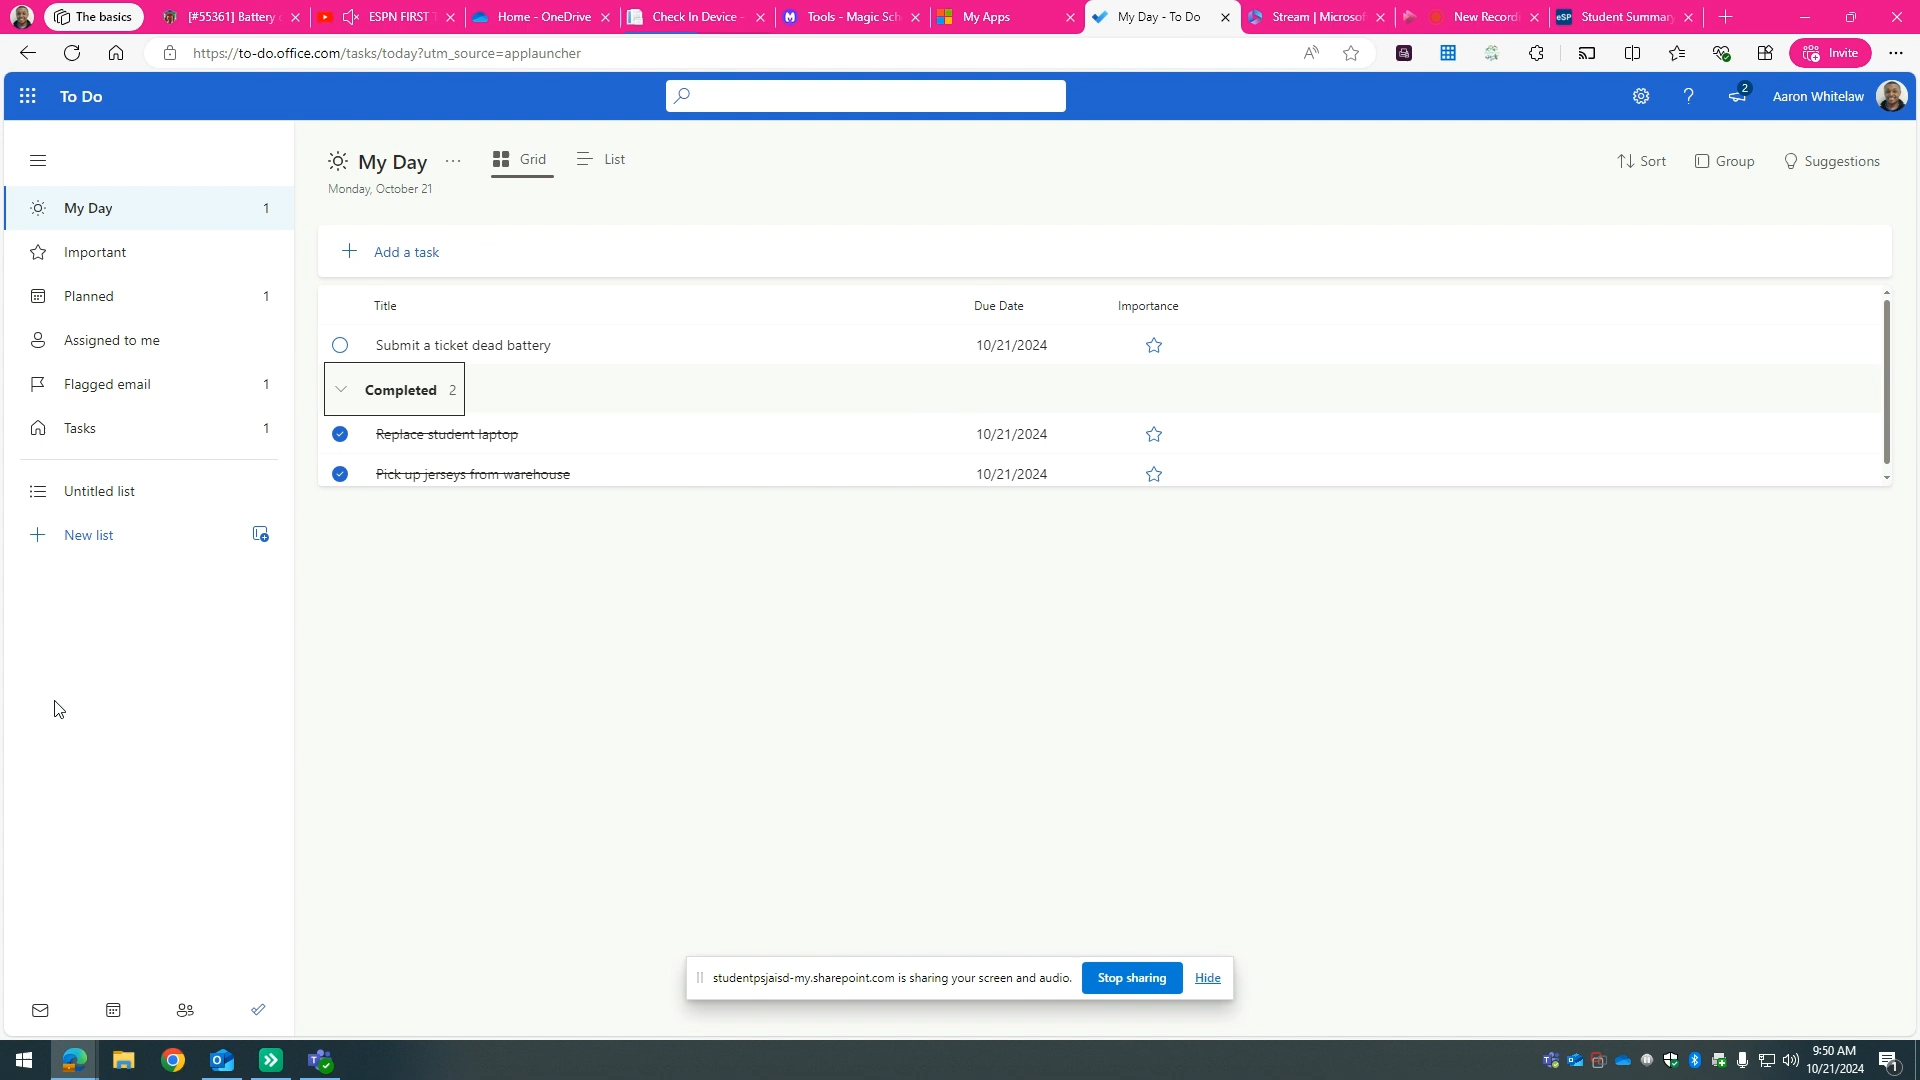 The basics
[#55361] Battery
ESPN FIRST
Home - OneDrive
Check In Device -
Tools - Magic Sch
My Apps
My Day - To Do
Stream | Microsof
New Recordi
eSP
Student Summary
https://to-do.office.com/tasks/today?utm_source=applauncher
Invite
To Do
2
Aaron Whitelaw
My Day
Grid
List
Sort
Group
Suggestions
Monday, October 21
My Day 1
Important
Planned 1
Assigned to me
Flagged email 1
Tasks 1
Untitled list
New list
Add a task
Title Due Date Importance
Submit a ticket dead battery 10/21/2024
Completed 2
Replace student laptop 10/21/2024
Pick up jerseys from warehouse 10/21/2024
studentpsjaisd-my.sharepoint.com is sharing your screen and audio.
Stop sharing
Hide
9:50 AM
10/21/2024
1